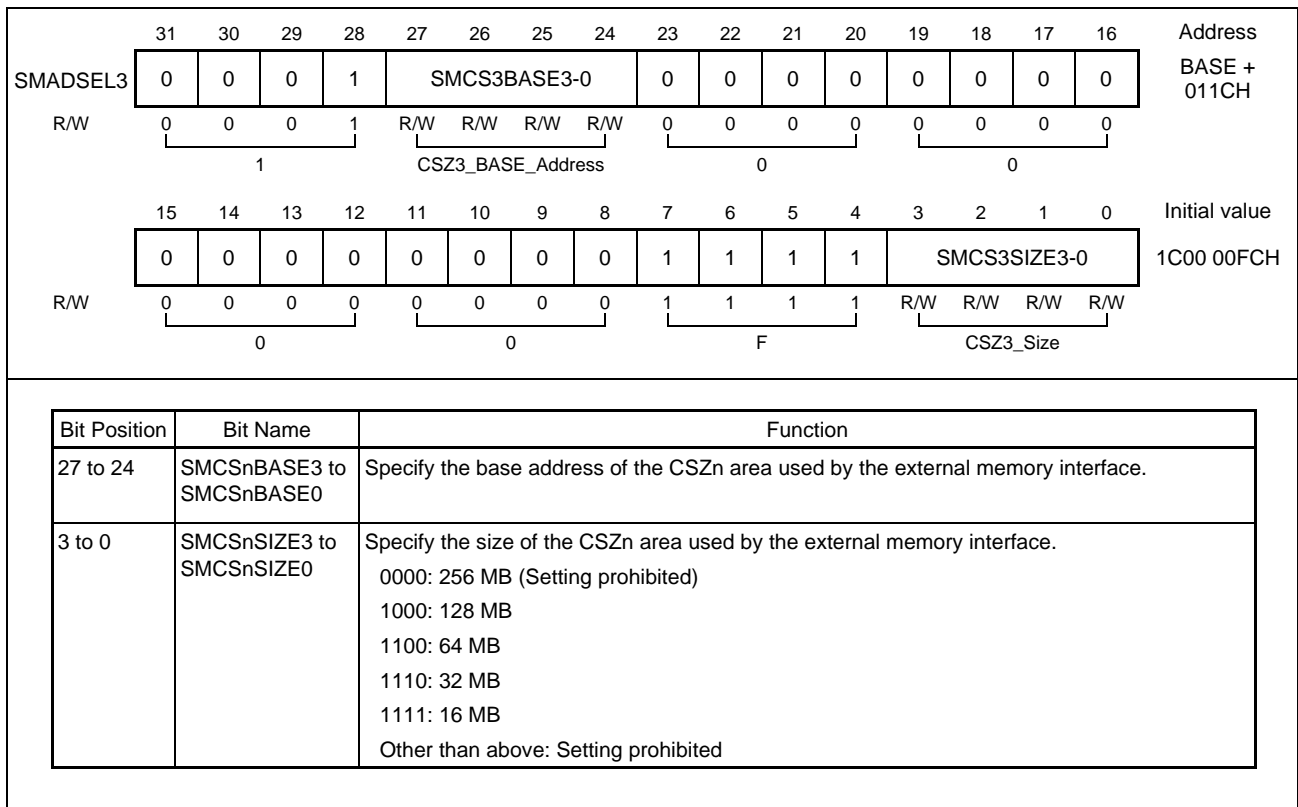 31 30 29 28 27 26 25 24 23 22 21 20 19 18 17 16 Address
SMADSEL3 0 0 0 1 SMCS3BASE3-0 0 0 0 0 0 0 0 0 BASE +
011CH
R/W 0 0 0 1 R/W R/W R/W R/W 0 0 0 0 0 0 0 0
1 CSZ3_BASE_Address 0 0
15 14 13 12 11 10 9 8 7 6 5 4 3 2 1 0 Initial value
0 0 0 0 0 0 0 0 1 1 1 1 SMCS3SIZE3-0 1C00 00FCH
R/W 0 0 0 0 0 0 0 0 1 1 1 1 R/W R/W R/W R/W
0 0 F CSZ3_Size
Bit Position Bit Name Function
27 to 24 SMCSnBASE3 to Specify the base address of the CSZn area used by the external memory interface.
SMCSnBASE0
3 to 0 SMCSnSIZE3 to Specify the size of the CSZn area used by the external memory interface.
SMCSnSIZE0 0000: 256 MB (Setting prohibited)
1000: 128 MB
1100: 64 MB
1110: 32 MB
1111: 16 MB
Other than above: Setting prohibited